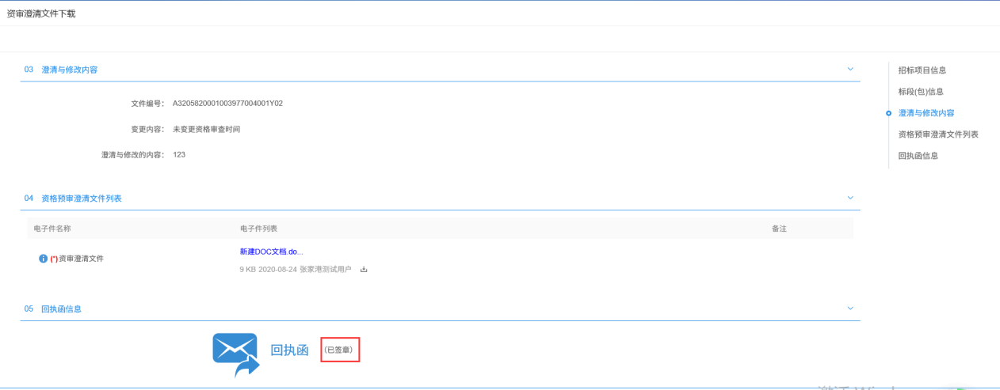 资审澄清文件下载
03 澄清与修改内容
招标项目信息
标段(包)信息
文件编号： A3205820001003977004001Y02
澄清与修改内容
变更内容： 未变更资格审查时间
资格预审澄清文件列表
澄清与修改的内容： 123
回执函信息
04 资格预审澄清文件列表
电子件名称 电子件列表 备注
(*)资审澄清文件
新建DOC文档.do...
9 KB 2020-08-24 张家港测试用户
05 回执函信息
回执函 (已签章)